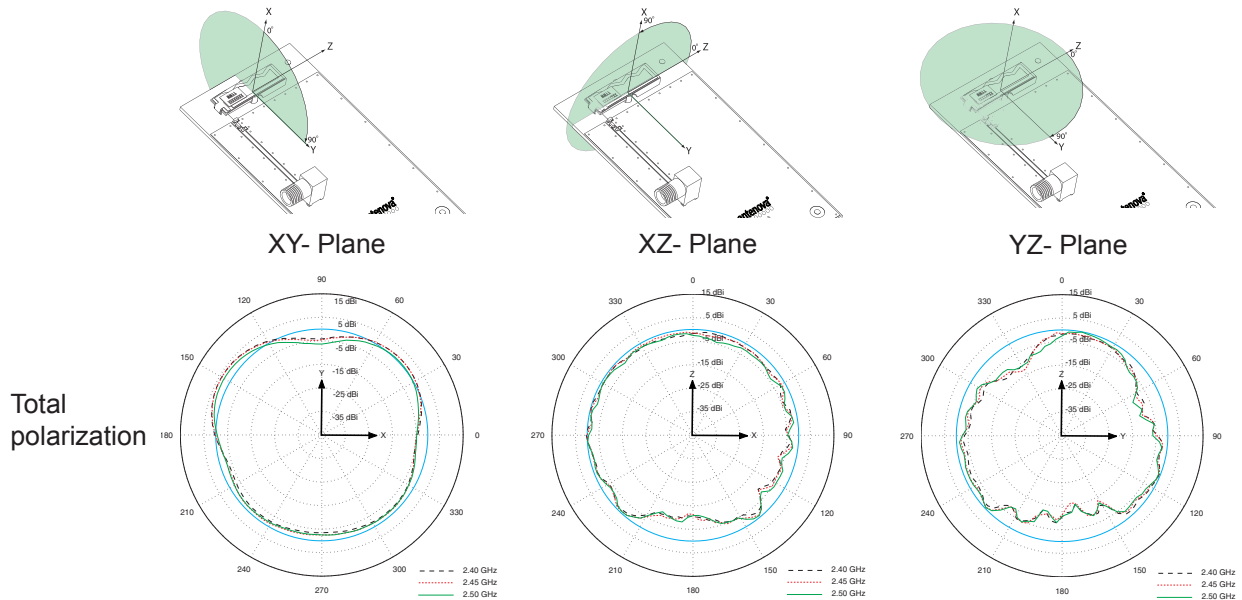 X
0°
Z
90°
Y
X
90°
Z
0°
Y
X
Z
0°
90°
Y
XY- Plane
XZ- Plane
YZ- Plane
Total
polarization
90
120
60
150
30
180
0
210
330
240
300
270
15 dBi
5 dBi
-5 dBi
-15 dBi
-25 dBi
-35 dBi
Y
X
2.40 GHz
2.45 GHz
2.50 GHz
0
330
30
300
60
270
90
240
120
210
150
180
15 dBi
5 dBi
-5 dBi
-15 dBi
-25 dBi
-35 dBi
Z
X
2.40 GHz
2.45 GHz
2.50 GHz
0
330
30
300
60
270
90
240
120
210
150
180
15 dBi
5 dBi
-5 dBi
-15 dBi
-25 dBi
-35 dBi
Z
Y
2.40 GHz
2.45 GHz
2.50 GHz